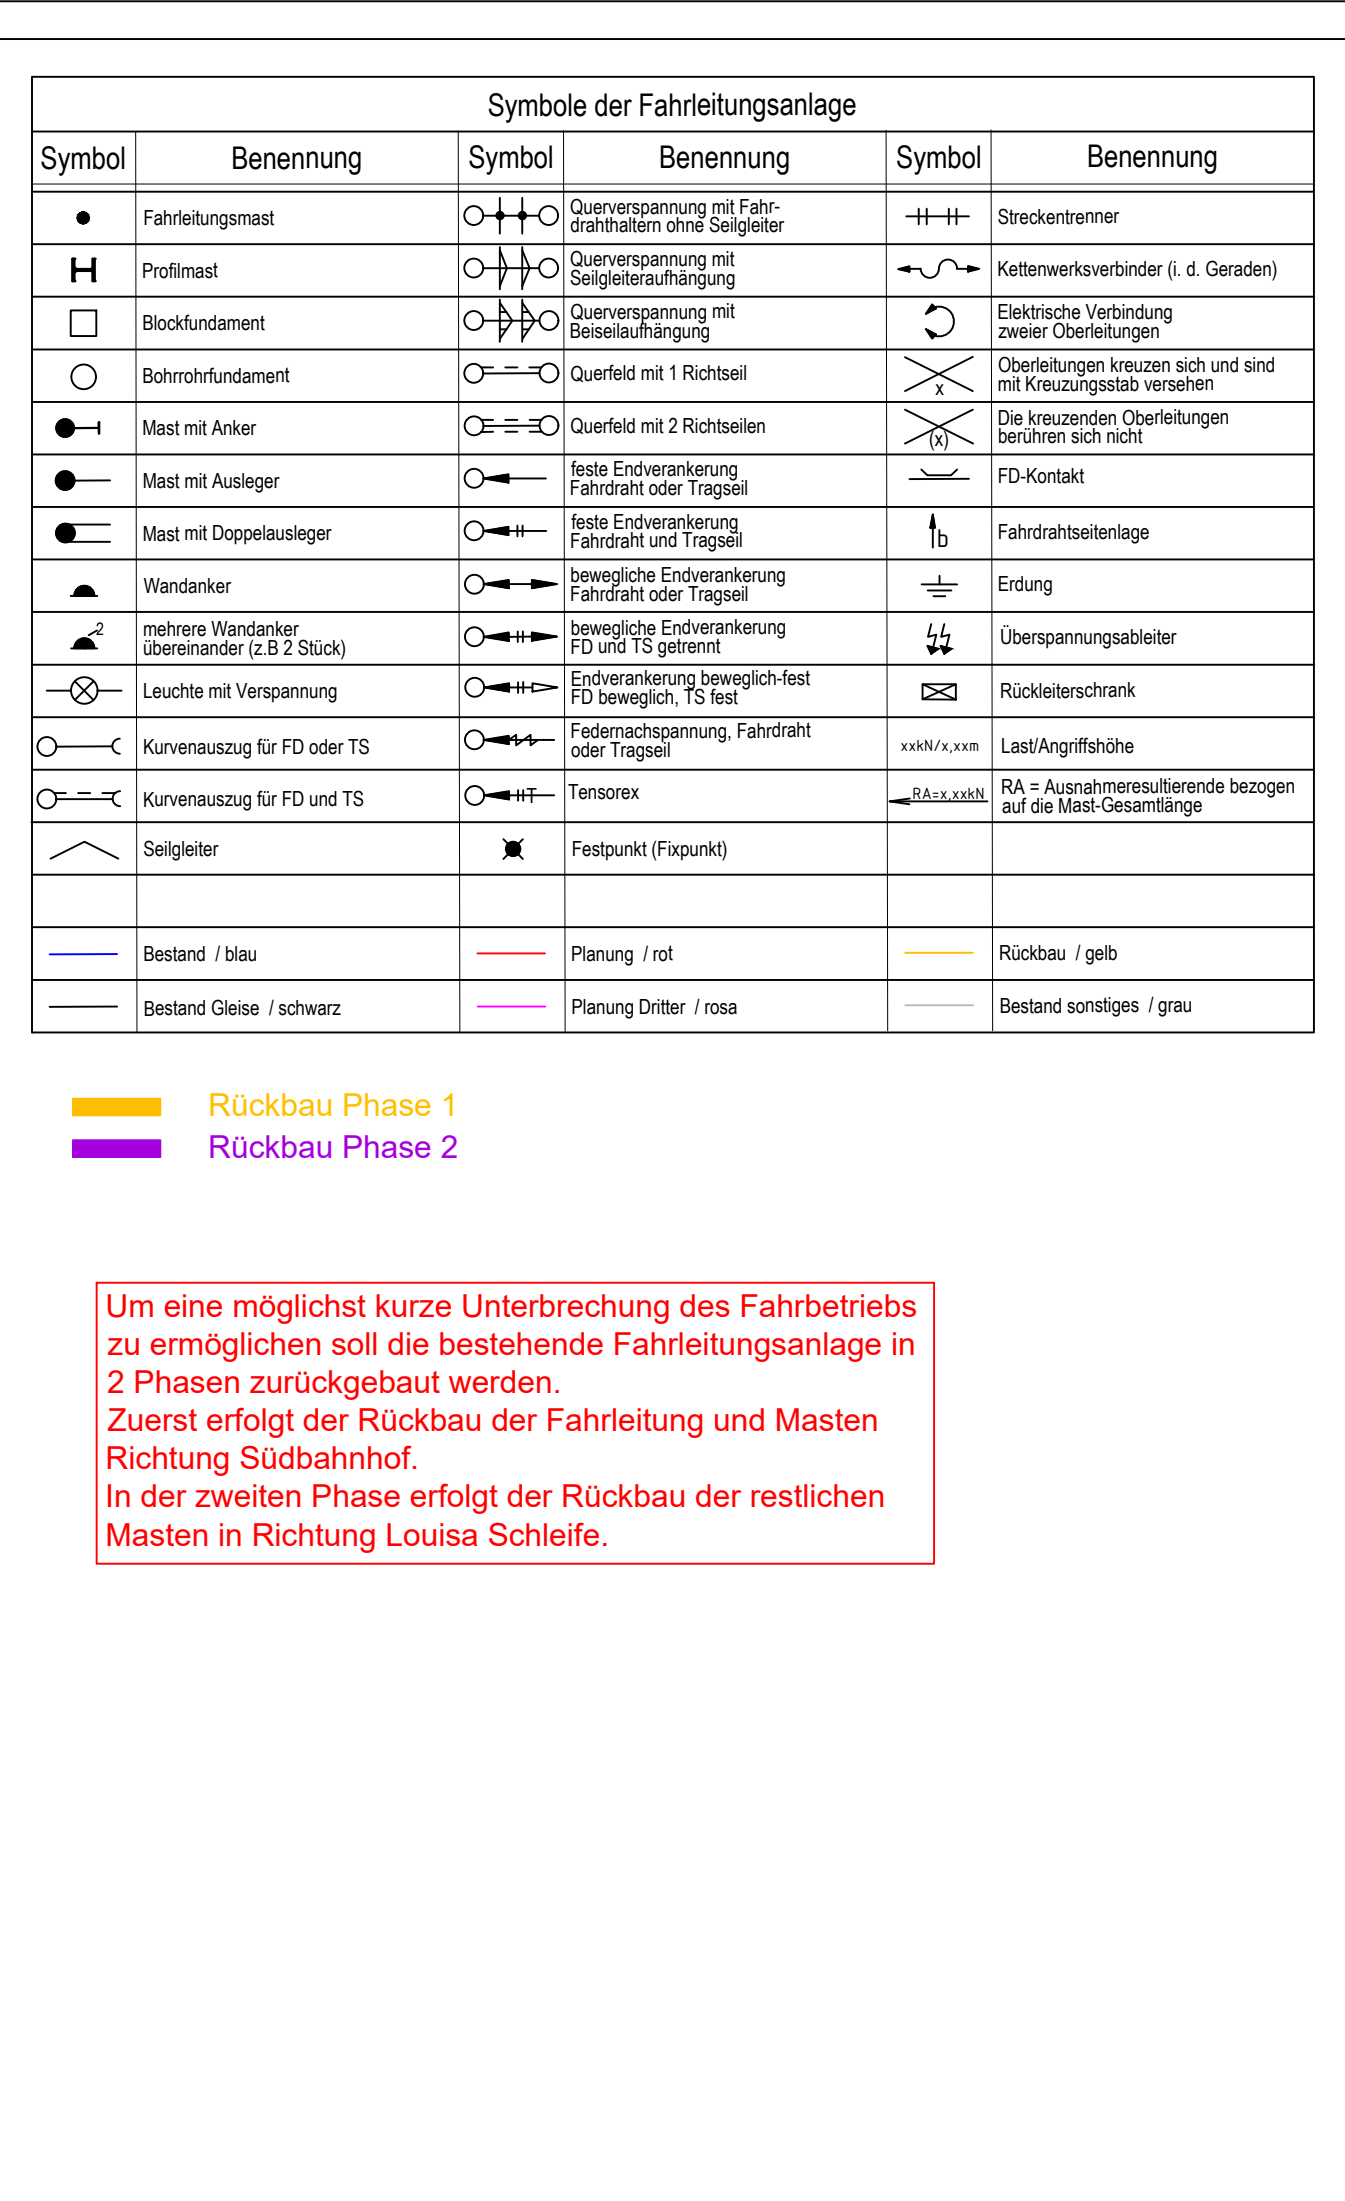 Symbole der Fahrleitungsanlage
Symbol Benennung Symbol Benennung Symbol Benennung
Fahrleitungsmast
Querverspannung mit Fahr-
drahthaltern ohne Seilgleiter
Streckentrenner
Profilmast
Querverspannung mit
Seilgleiteraufhängung
Kettenwerksverbinder (i. d. Geraden)
Blockfundament
Querverspannung mit
Beiseilaufhängung
Elektrische Verbindung
zweier Oberleitungen
Bohrrohrfundament
Querfeld mit 1 Richtseil
x
Oberleitungen kreuzen sich und sind
mit Kreuzungsstab versehen
Mast mit Anker
Querfeld mit 2 Richtseilen
(x)
Die kreuzenden Oberleitungen
berühren sich nicht
Mast mit Ausleger
feste Endverankerung
Fahrdraht oder Tragseil
FD-Kontakt
Mast mit Doppelausleger
feste Endverankerung
Fahrdraht und Tragseil
b
Fahrdrahtseitenlage
Wandanker
bewegliche Endverankerung
Fahrdraht oder Tragseil
Erdung
2
mehrere Wandanker
übereinander (z.B 2 Stück)
bewegliche Endverankerung
FD und TS getrennt
Überspannungsableiter
Leuchte mit Verspannung
Endverankerung beweglich-fest
FD beweglich, TS fest
Rückleiterschrank
Kurvenauszug für FD oder TS
Federnachspannung, Fahrdraht
oder Tragseil
xxkN/x,xxm
Last/Angriffshöhe
Kurvenauszug für FD und TS
Tensorex
RA=x,xxkN
RA = Ausnahmeresultierende bezogen
auf die Mast-Gesamtlänge
Seilgleiter
Festpunkt (Fixpunkt)
Bestand / blau
Planung / rot
Rückbau / gelb
Bestand Gleise / schwarz
Planung Dritter / rosa
Bestand sonstiges / grau
Rückbau Phase 1
Rückbau Phase 2
Um eine möglichst kurze Unterbrechung des Fahrbetriebs
zu ermöglichen soll die bestehende Fahrleitungsanlage in
2 Phasen zurückgebaut werden.
Zuerst erfolgt der Rückbau der Fahrleitung und Masten
Richtung Südbahnhof.
In der zweiten Phase erfolgt der Rückbau der restlichen
Masten in Richtung Louisa Schleife.